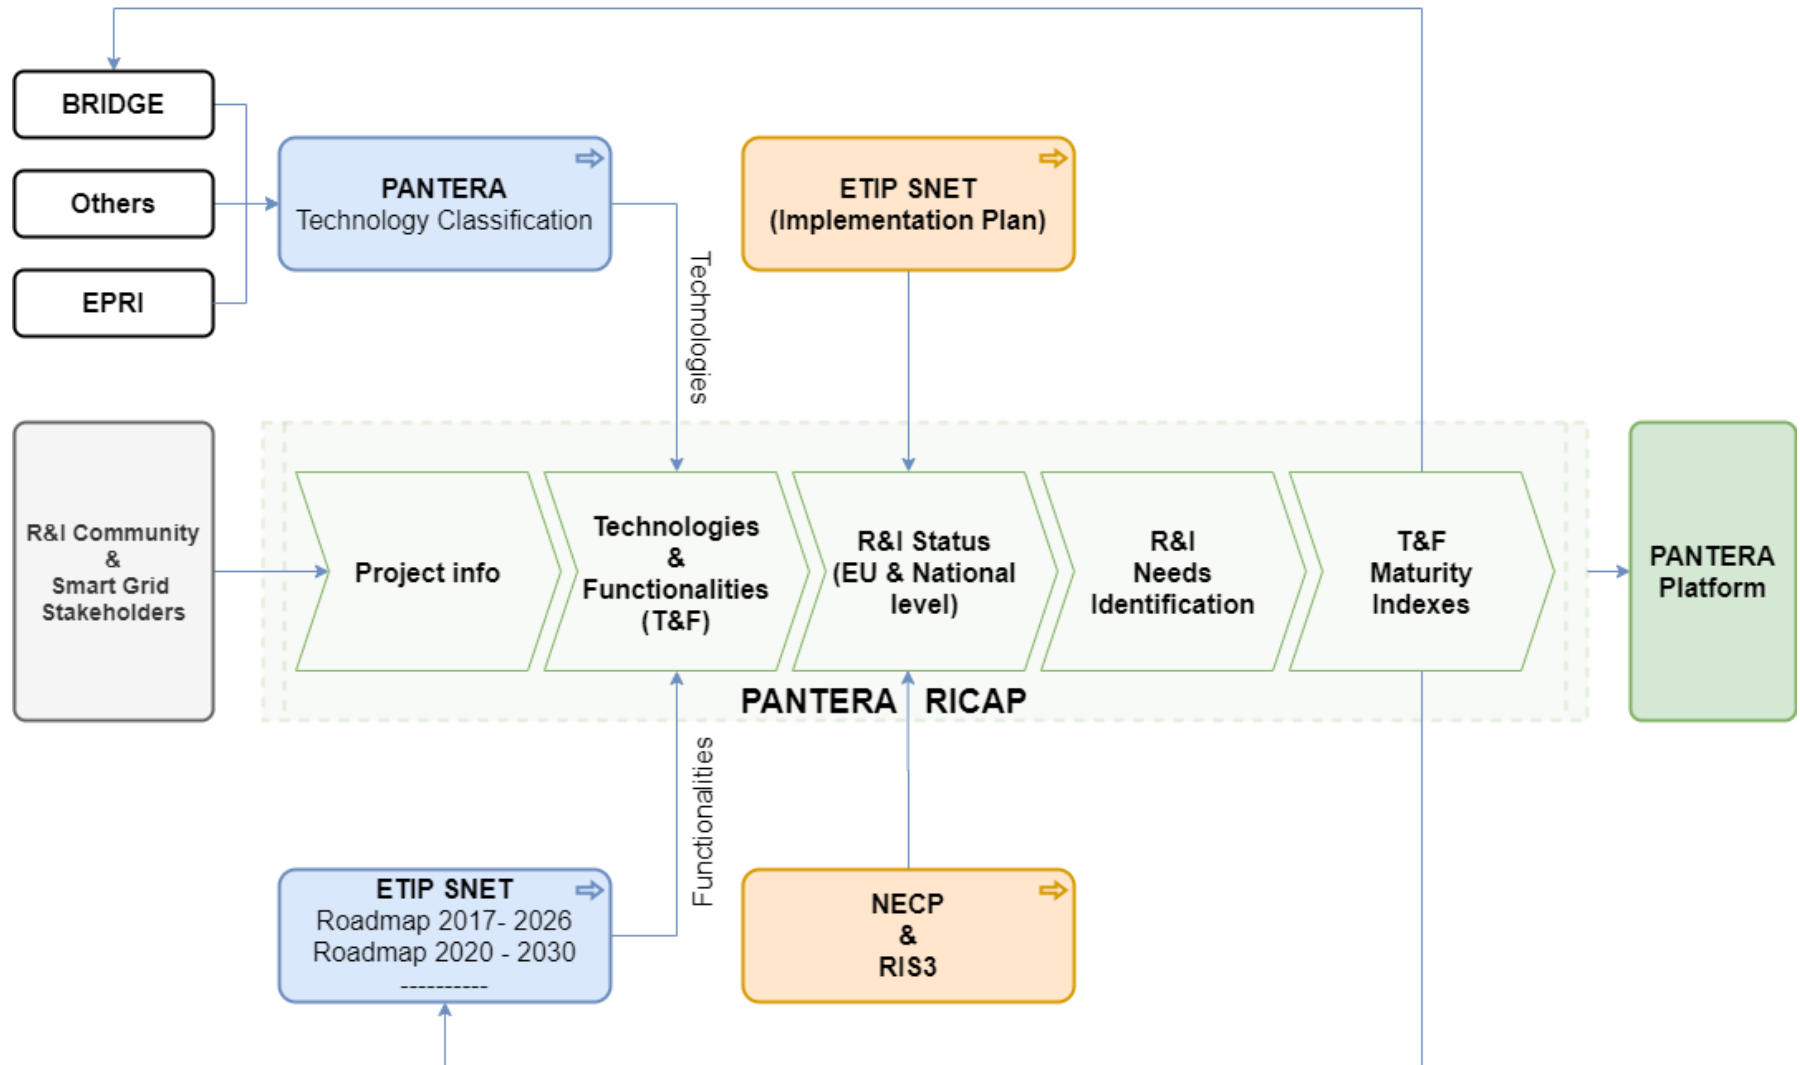 BRIDGE
Others
EPRI
PANTERA
Technology Classification
ETIP SNET
(Implementation Plan)
Technologies
R&I Community
&
Smart Grid
Stakeholders
Project info
Technologies
&
Functionalities
(T&F)
R&I Status
(EU & National
level)
R&I
Needs
Identification
T&F
Maturity
Indexes
PANTERA RICAP
PANTERA
Platform
Functionalities
ETIP SNET
Roadmap 2017- 2026
Roadmap 2020 - 2030
----------
NECP
&
RIS3